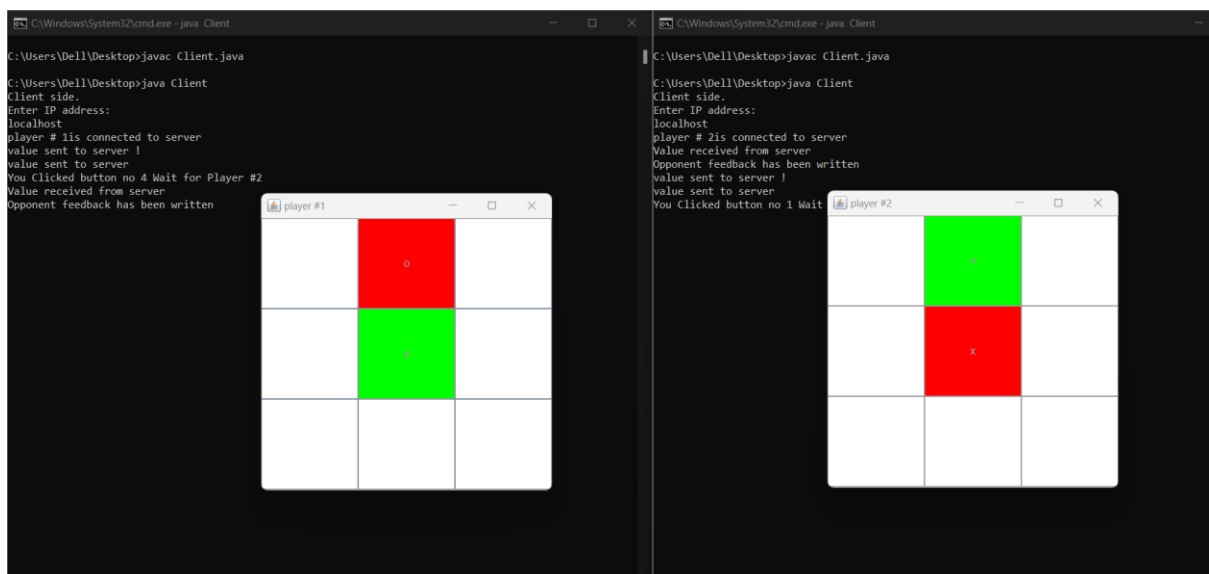 C:\Windows\System32\cmd.exe - java Client
C:\Users\Dell\Desktop>javac Client.java
C:\Users\Dell\Desktop>java Client
Client side.
Enter IP address:
localhost
player # 1is connected to server
value sent to server !
value sent to server
You Clicked button no 4 Wait for Player #2
Value received from server
Opponent feedback has been written
player #1
o
x
C:\Windows\System32\cmd.exe - java Client
C:\Users\Dell\Desktop>javac Client.java
C:\Users\Dell\Desktop>java Client
Client side.
Enter IP address:
localhost
player # 2is connected to server
Value received from server
Opponent feedback has been written
value sent to server !
value sent to server
You Clicked button no 1 Wait
player #2
X